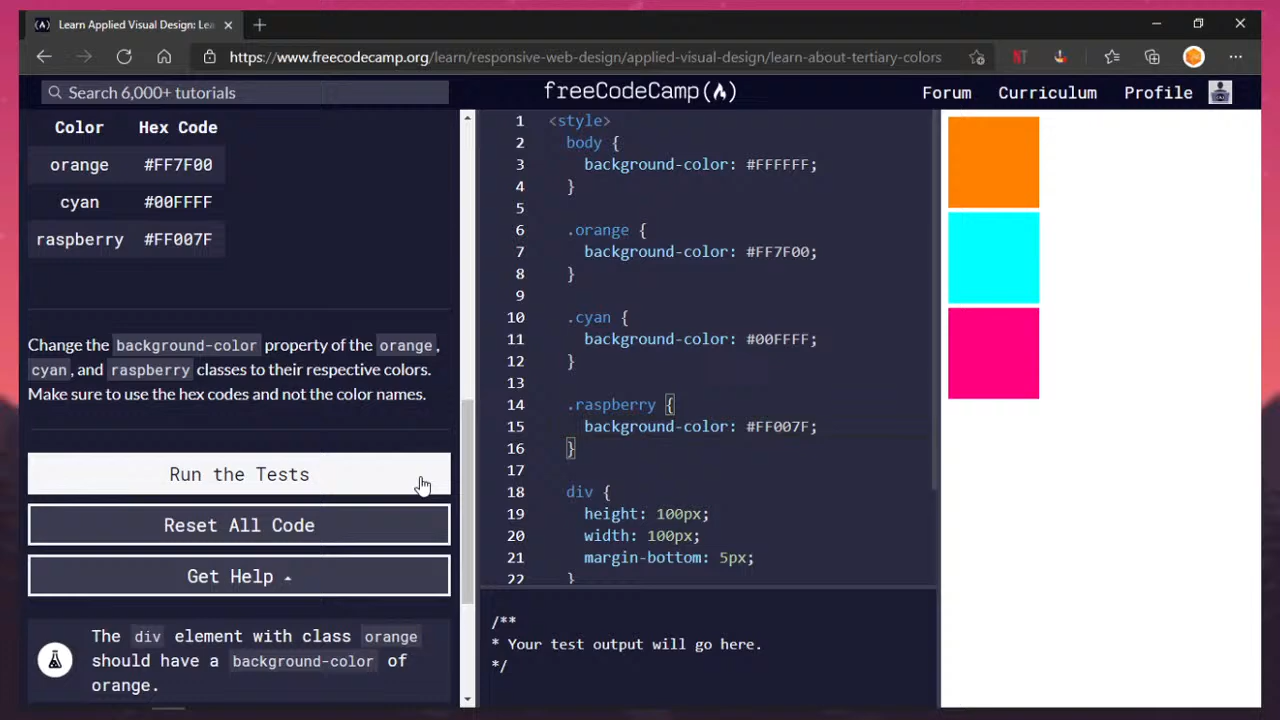 Learn Applied Visual Design: Lea
https://www.freecodecamp.org/learn/responsive-web-design/applied-visual-design/learn-about-tertiary-colors
Search 6,000+ tutorials
freeCodeCamp
Forum
Curriculum
Profile
Color Hex Code
orange #FF7F00
cyan #00FFFF
raspberry #FF007F
Change the background-color property of the orange,
cyan, and raspberry classes to their respective colors.
Make sure to use the hex codes and not the color names.
Run the Tests
Reset All Code
Get Help
The div element with class orange
should have a background-color of
orange.
1 <style>
2 body {
3 background-color: #FFFFFF;
4 }
5
6 .orange {
7 background-color: #FF7F00;
8 }
9
10 .cyan {
11 background-color: #00FFFF;
12 }
13
14 .raspberry {
15 background-color: #FF007F;
16 }
17
18 div {
19 height: 100px;
20 width: 100px;
21 margin-bottom: 5px;
22 }
/**
* Your test output will go here.
*/